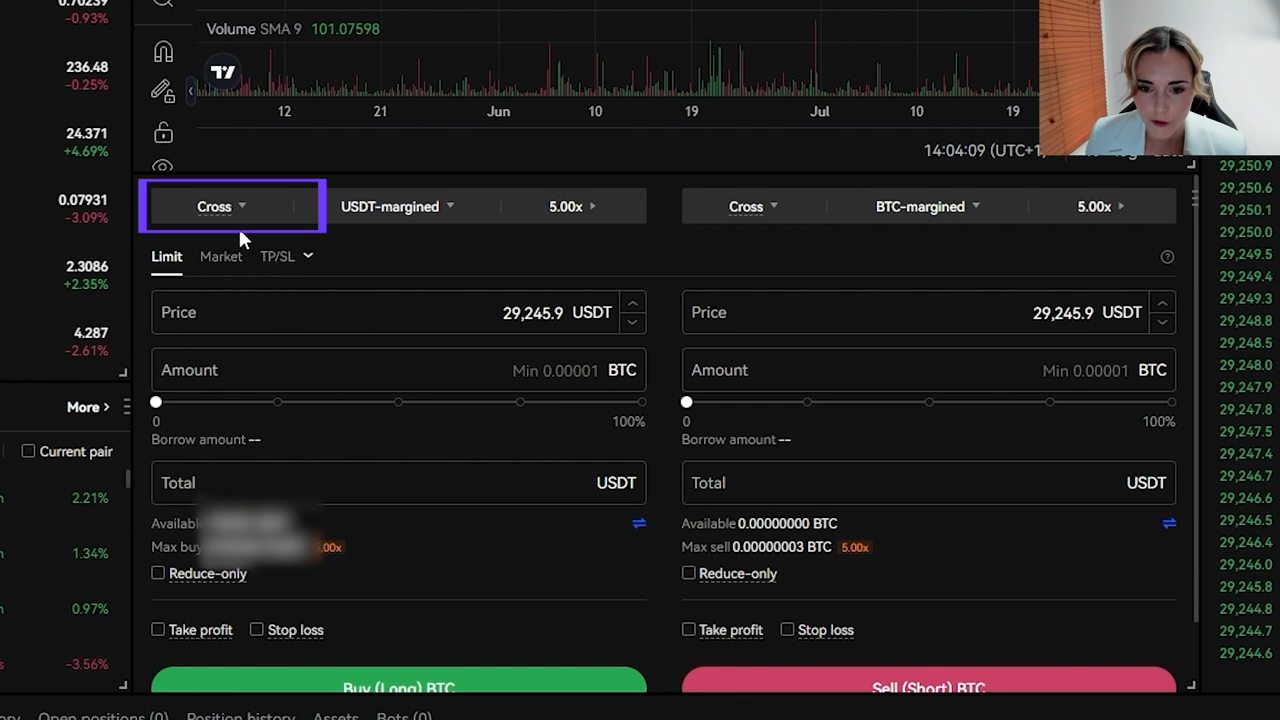 0.70239
-0.93%
236.48
-0.25%
24.371
+4.69%
0.07931
-3.09%
2.3086
+2.35%
4.287
-2.61%
More >
Current pair
2.21%
1.34%
0.97%
-3.56%
Volume SMA 9 101.07598
12 21 Jun 10 19 Jul 10 19
14:04:09 (UTC+1)
Cross USDT-margined 5.00x
Cross BTC-margined 5.00x
Limit Market TP/SL
Price 29,245.9 USDT
Price 29,245.9 USDT
Amount Min 0.00001 BTC
Amount Min 0.00001 BTC
0 100%
0 100%
Borrow amount --
Borrow amount --
Total USDT
Total USDT
Available
Available 0.00000000 BTC
Max buy 5.00x
Max sell 0.00000003 BTC 5.00x
Reduce-only
Reduce-only
Take profit Stop loss
Take profit Stop loss
Buy (Long) BTC
Sell (Short) BTC
Open positions (0) Position history Assets Bots (0)
29,250.9
29,250.6
29,250.1
29,250.0
29,249.5
29,249.4
29,249.3
29,248.8
29,248.5
29,248.0
29,247.9
29,247.8
29,247.5
29,247.4
29,246.7
29,246.6
29,246.5
29,246.4
29,246.0
29,245.8
29,244.8
29,244.7
29,244.6